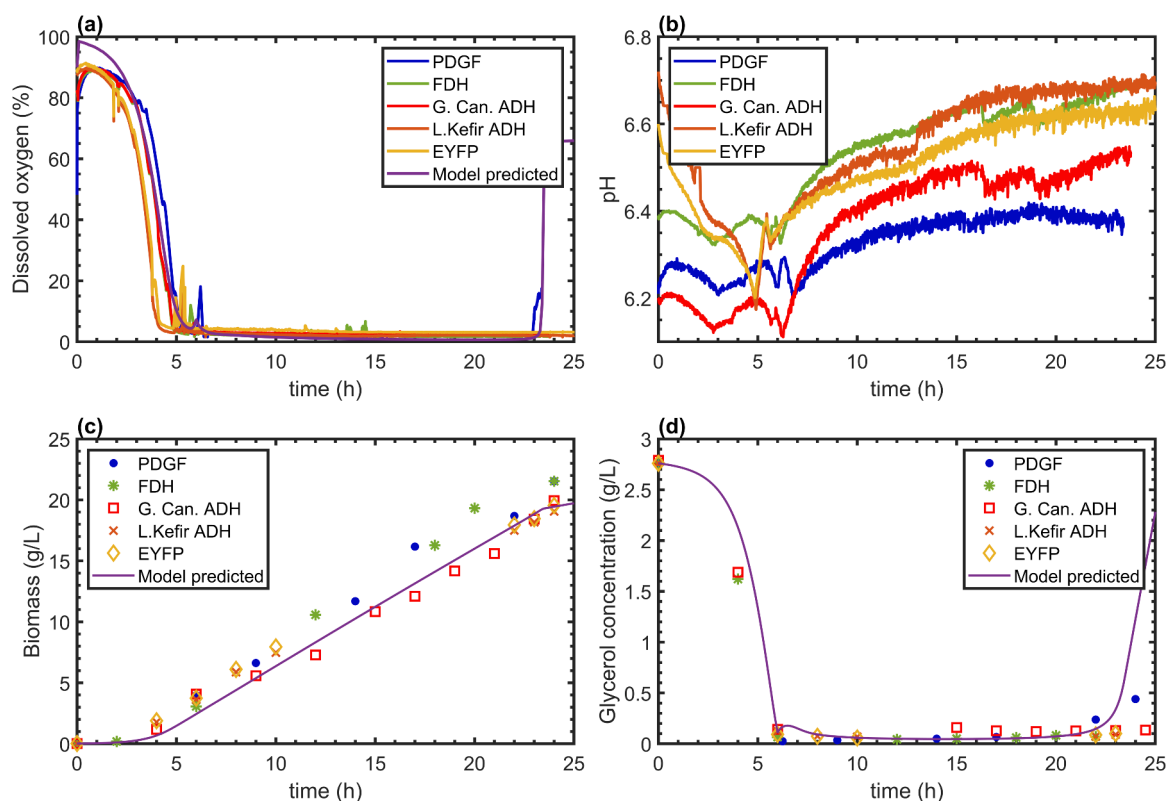 (a)
100
80
60
40
20
0
Dissolved oxygen (%)
PDGF
FDH
G. Can. ADH
L.Kefir ADH
EYFP
Model predicted
0 5 10 15 20 25
time (h)
(b)
6.8
6.6
6.4
6.2
pH
PDGF
FDH
G. Can. ADH
L.Kefir ADH
EYFP
0 5 10 15 20 25
time (h)
(c)
25
20
15
10
5
0
Biomass (g/L)
PDGF
FDH
G. Can. ADH
L.Kefir ADH
EYFP
Model predicted
0 5 10 15 20 25
time (h)
(d)
3
2.5
2
1.5
1
0.5
0
Glycerol concentration (g/L)
PDGF
FDH
G. Can. ADH
L.Kefir ADH
EYFP
Model predicted
0 5 10 15 20 25
time (h)